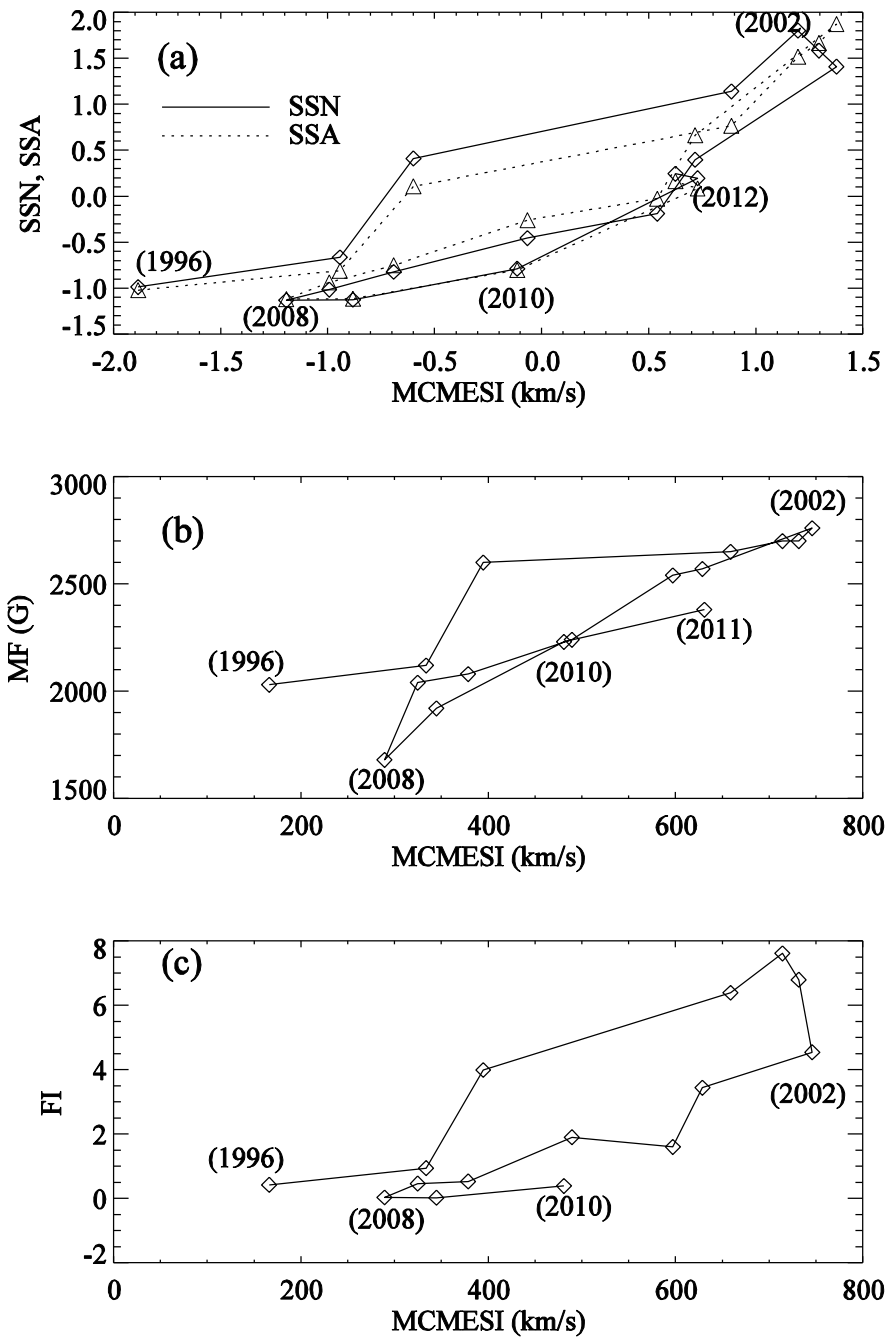 2.0
(2002)
(a)
1.5
SSN
1.0
SSA
0.5
SSN, SSA
0.0
(2012)
-0.5
(1996)
-1.0
(2010)
(2008)
-1.5
-2.0 -1.5 -1.0 -0.5 0.0 0.5 1.0 1.5
MCMESI (km/s)
3000
(2002)
(b)
2500
MF (G)
(2011)
(1996)
(2010)
2000
(2008)
1500
0 200 400 600 800
MCMESI (km/s)
8
(c)
6
4
FI
(2002)
2
(1996)
0
(2010)
(2008)
-2
0 200 400 600 800
MCMESI (km/s)